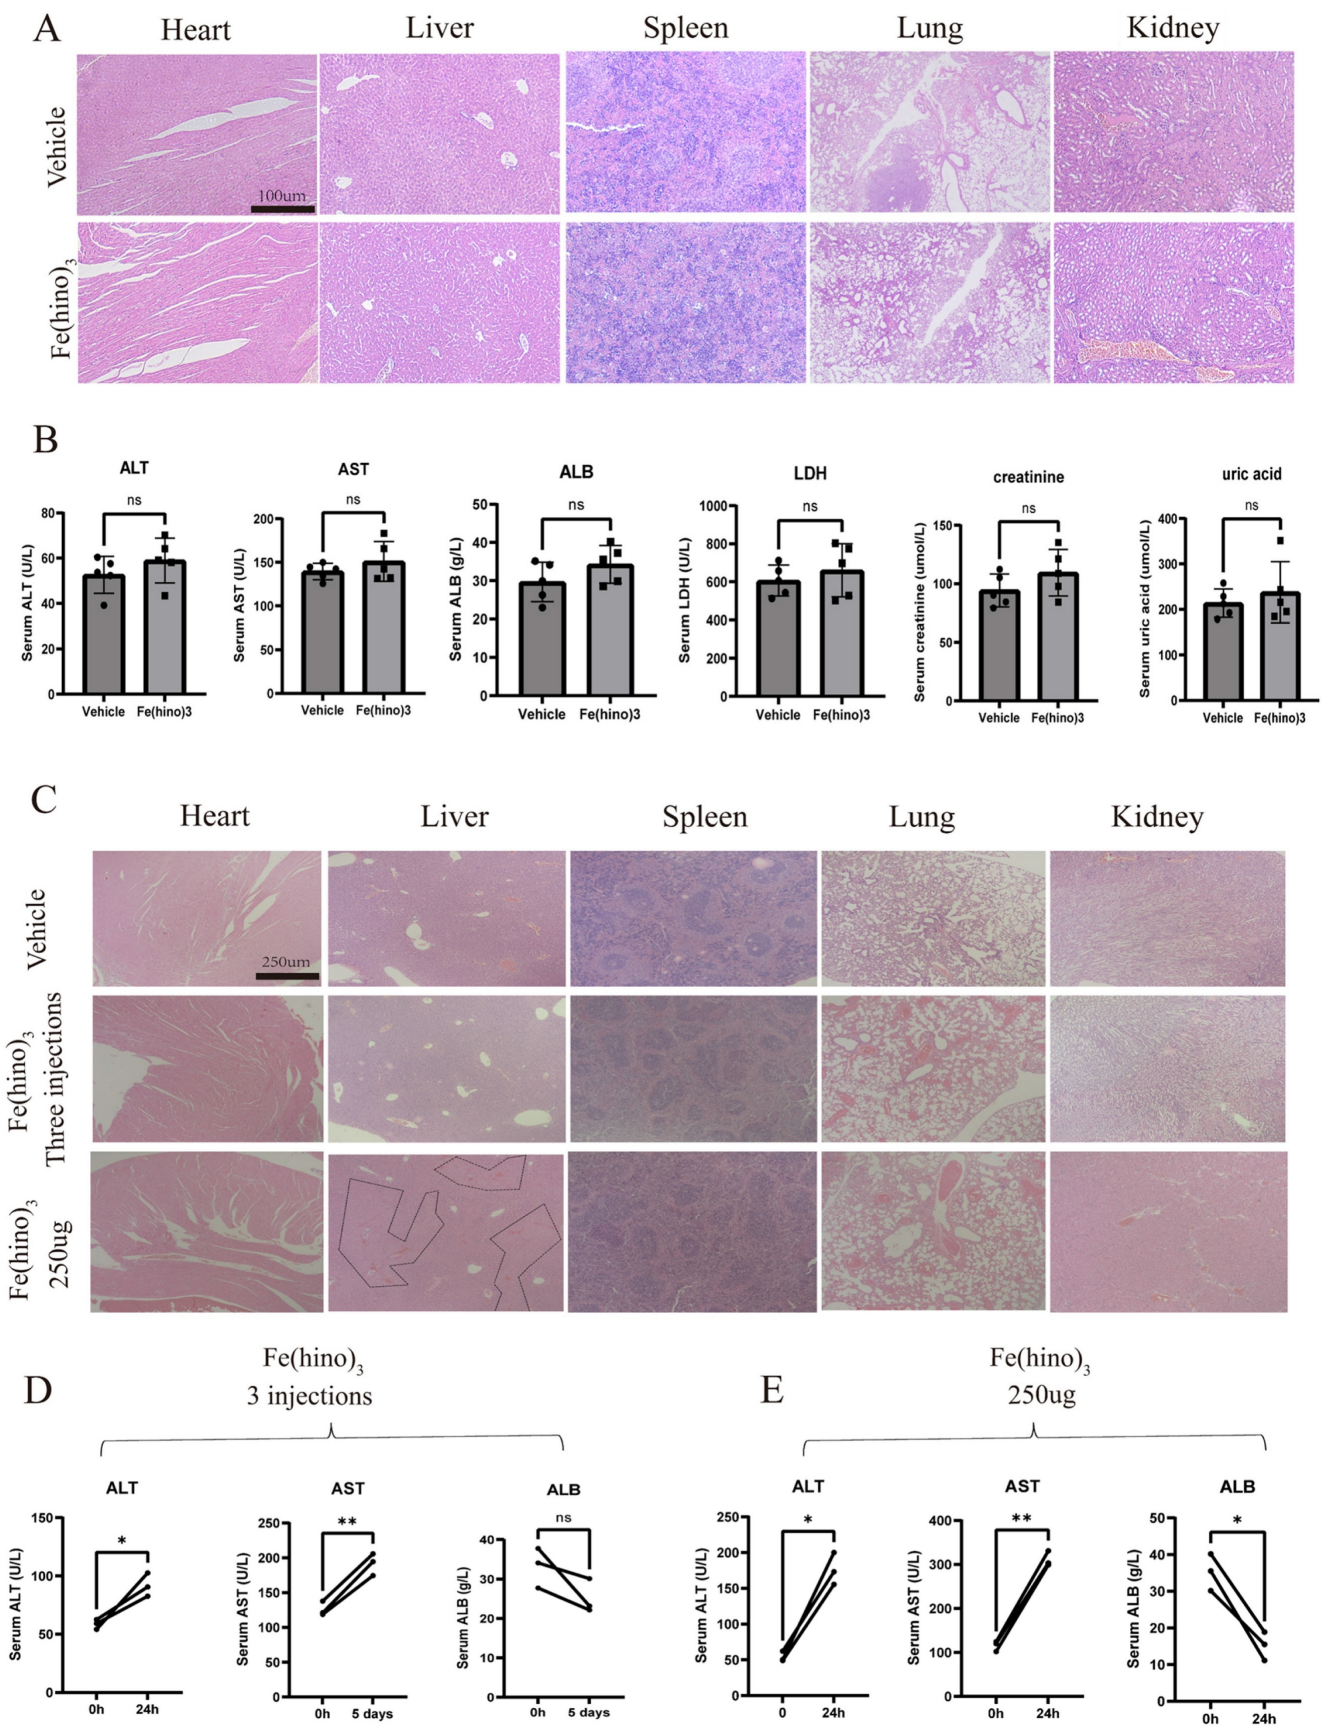 A
Heart Liver Spleen Lung Kidney
Vehicle
100um
Fe(hino)3
B
ALT AST ALB LDH creatinine uric acid
ns ns ns ns ns ns
Serum ALT (U/L)
80
60
40
20
0
Vehicle Fe(hino)3
Serum AST (U/L)
200
150
100
50
0
Vehicle Fe(hino)3
Serum ALB (g/L)
50
40
30
20
10
0
Vehicle Fe(hino)3
Serum LDH (U/L)
1000
800
600
400
200
0
Vehicle Fe(hino)3
Serum creatinine (umol/L)
150
100
50
0
Vehicle Fe(hino)3
Serum uric acid (umol/L)
400
300
200
100
0
Vehicle Fe(hino)3
C
Heart Liver Spleen Lung Kidney
Vehicle
250um
Fe(hino)3
Three injections
Fe(hino)3
250ug
D
Fe(hino)3
3 injections
ALT
*
Serum ALT (U/L)
150
100
50
0
0h 24h
AST
**
Serum AST (U/L)
250
200
150
100
50
0
0h 5 days
ALB
ns
Serum ALB (g/L)
40
30
20
10
0
0h 5 days
E
Fe(hino)3
250ug
ALT
*
Serum ALT (U/L)
250
200
150
100
50
0
0 24h
AST
**
Serum AST (U/L)
400
300
200
100
0
0h 24h
ALB
*
Serum ALB (g/L)
50
40
30
20
10
0
0h 24h